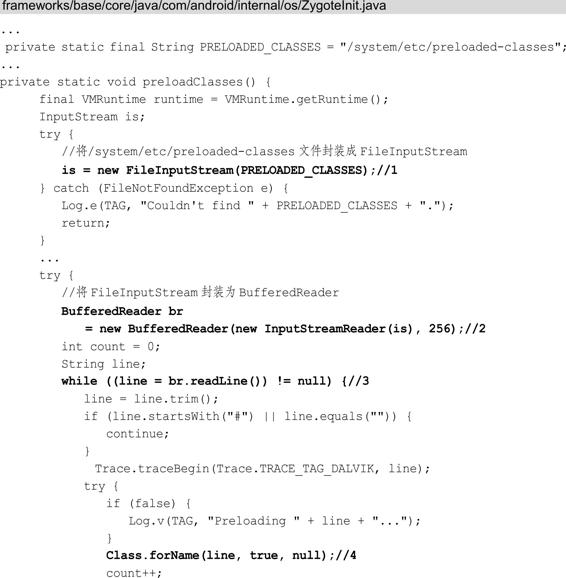 frameworks/base/core/java/com/android/internal/os/ZygoteInit.java
...
private static final String PRELOADED_CLASSES = "/system/etc/preloaded-classes";
...
private static void preloadClasses() {
final VMRuntime runtime = VMRuntime.getRuntime();
InputStream is;
try {
//将/system/etc/preloaded-classes 文件封装成 FileInputStream
is = new FileInputStream(PRELOADED_CLASSES);//1
} catch (FileNotFoundException e) {
Log.e(TAG, "Couldn't find " + PRELOADED_CLASSES + ".");
return;
}
...
try {
//将 FileInputStream 封装为 BufferedReader
BufferedReader br
= new BufferedReader(new InputStreamReader(is), 256);//2
int count = 0;
String line;
while ((line = br.readLine()) != null) {//3
line = line.trim();
if (line.startsWith("#") || line.equals("")) {
continue;
}
Trace.traceBegin(Trace.TRACE_TAG_DALVIK, line);
try {
if (false) {
Log.v(TAG, "Preloading " + line + "...");
}
Class.forName(line, true, null);//4
count++;